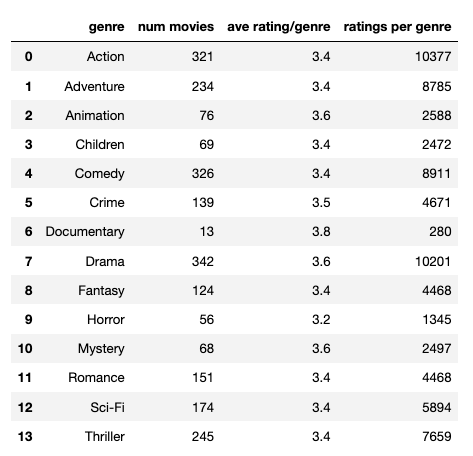 genre num movies ave rating/genre ratings per genre
0 Action 321 3.4 10377
1 Adventure 234 3.4 8785
2 Animation 76 3.6 2588
3 Children 69 3.4 2472
4 Comedy 326 3.4 8911
5 Crime 139 3.5 4671
6 Documentary 13 3.8 280
7 Drama 342 3.6 10201
8 Fantasy 124 3.4 4468
9 Horror 56 3.2 1345
10 Mystery 68 3.6 2497
11 Romance 151 3.4 4468
12 Sci-Fi 174 3.4 5894
13 Thriller 245 3.4 7659